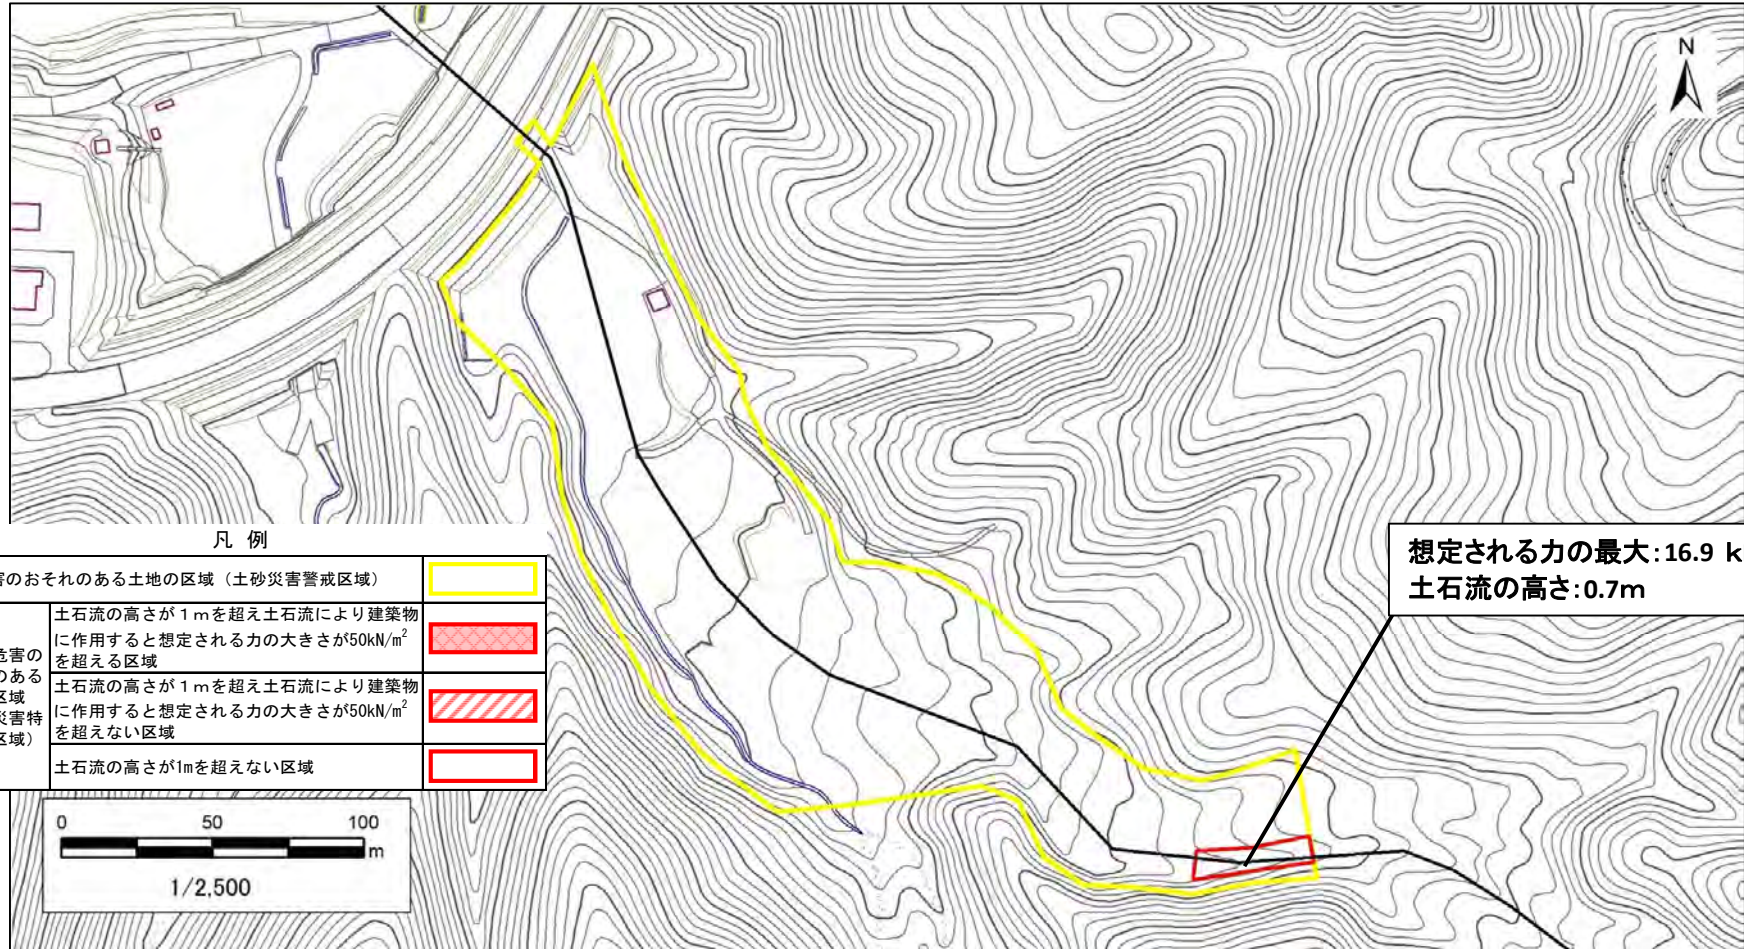 N
想定される力の最大:16.9 k
土石流の高さ:0.7m
凡 例
害のおそれのある土地の区域（土砂災害警戒区域）
土石流の高さが１ｍを超え土石流により建築物
に作用すると想定される力の大きさが50kN/m²
を超える区域
危害の
のある
区域
災害特
区域）
土石流の高さが１ｍを超え土石流により建築物
に作用すると想定される力の大きさが50kN/m²
を超えない区域
土石流の高さが1mを超えない区域
0 50 100
m
1/2,500